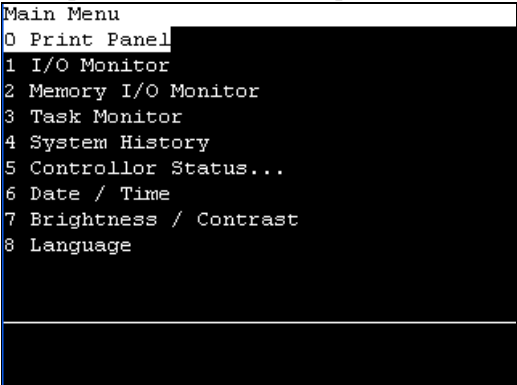 Main Menu
0 Print Panel
1 I/O Monitor
2 Memory I/O Monitor
3 Task Monitor
4 System History
5 Controllor Status...
6 Date / Time
7 Brightness / Contrast
8 Language